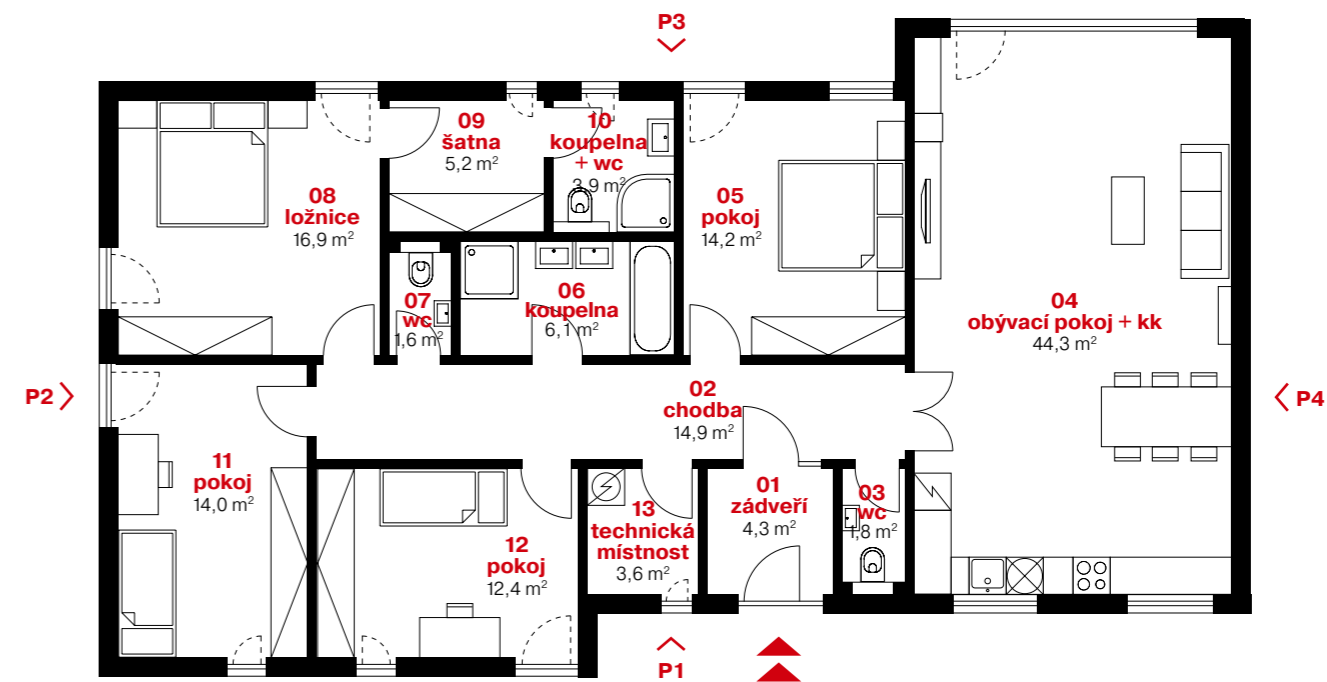 P3
09
šatna
5,2 m²
10
koupelna
+ wc
3,9 m²
08
ložnice
16,9 m²
05
pokoj
14,2 m²
07
wc
1,6 m²
06
koupelna
6,1 m²
04
obývací pokoj + kk
44,3 m²
P2
02
chodba
14,9 m²
P4
11
pokoj
14,0 m²
12
pokoj
12,4 m²
13
technická
místnost
3,6 m²
01
zádveří
4,3 m²
03
wc
1,8 m²
P1